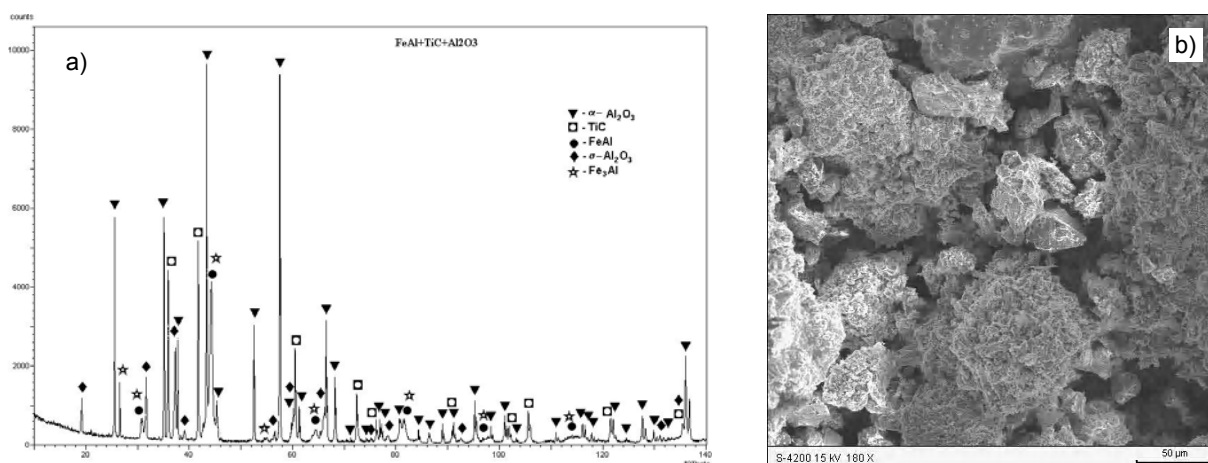 counts
FeAl+TiC+Al2O3
a)
10000
8000
6000
4000
2000
0
- α- Al₂O₃
- TiC
- FeAl
- σ- Al₂O₃
- Fe₃Al
20
40
60
80
100
120
140
b)
S-4200 15 kV 180 X
50 µm